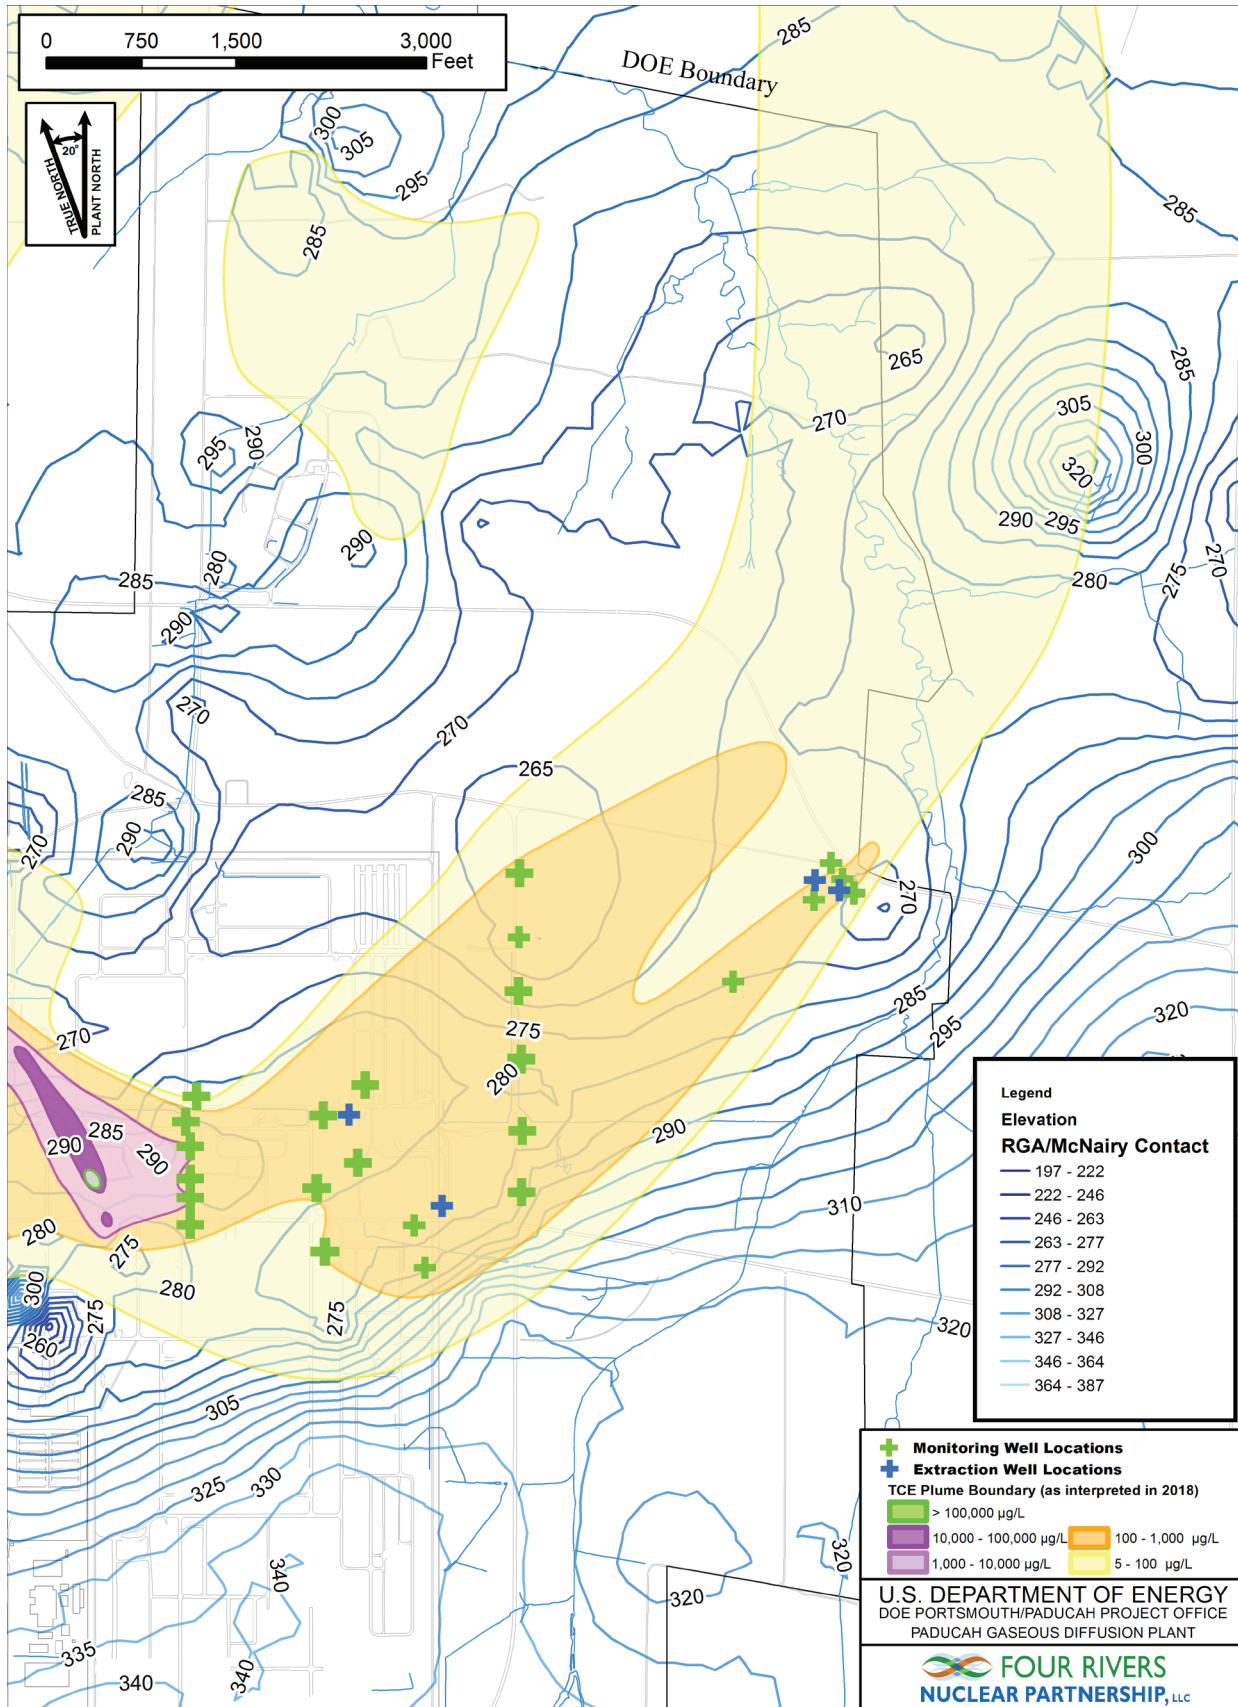 0 750 1,500 3,000
Feet
DOE Boundary
285
20°
TRUE NORTH
PLANT NORTH
300
305
295
285
285
265
285
270
305
300
320
290 295
295
290
290
280
285
290
280
275
270
270
270
265
285
290
270
300
270
285
295
320
270
275
280
290
285
290
290
310
280
275
280
300
275
260
275
320
305
325
330
340
320
320
335
340
340
Legend
Elevation
RGA/McNairy Contact
197 - 222
222 - 246
246 - 263
263 - 277
277 - 292
292 - 308
308 - 327
327 - 346
346 - 364
364 - 387
Monitoring Well Locations
Extraction Well Locations
TCE Plume Boundary (as interpreted in 2018)
> 100,000 µg/L
10,000 - 100,000 µg/L 100 - 1,000 µg/L
1,000 - 10,000 µg/L 5 - 100 µg/L
U.S. DEPARTMENT OF ENERGY
DOE PORTSMOUTH/PADUCAH PROJECT OFFICE
PADUCAH GASEOUS DIFFUSION PLANT
FOUR RIVERS
NUCLEAR PARTNERSHIP, LLC